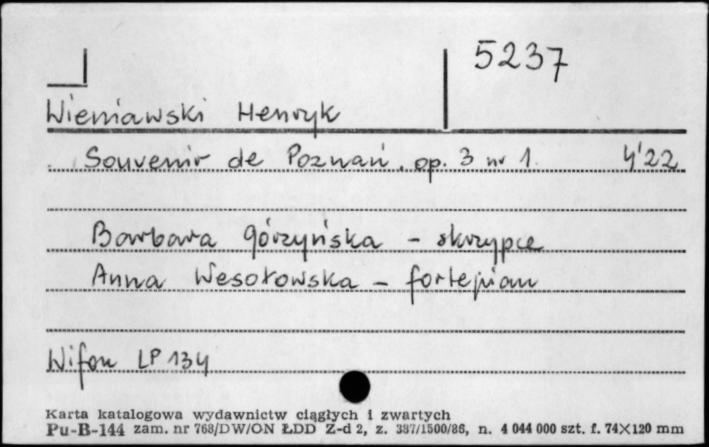 5237
Wieniawski Henryk
Souvenir de Poznań, op. 3 nr 1. 4'22
Barbara Górzyńska - skrzypce
Anna Wesołowska - fortepian
Wifon LP 134
Karta katalogowa wydawnictw ciągłych i zwartych
Pu-B-144 zam. nr 768/DW/ON ŁDD Z-d 2, z. 387/1500/86, n. 4 044 000 szt. f. 74×120 mm